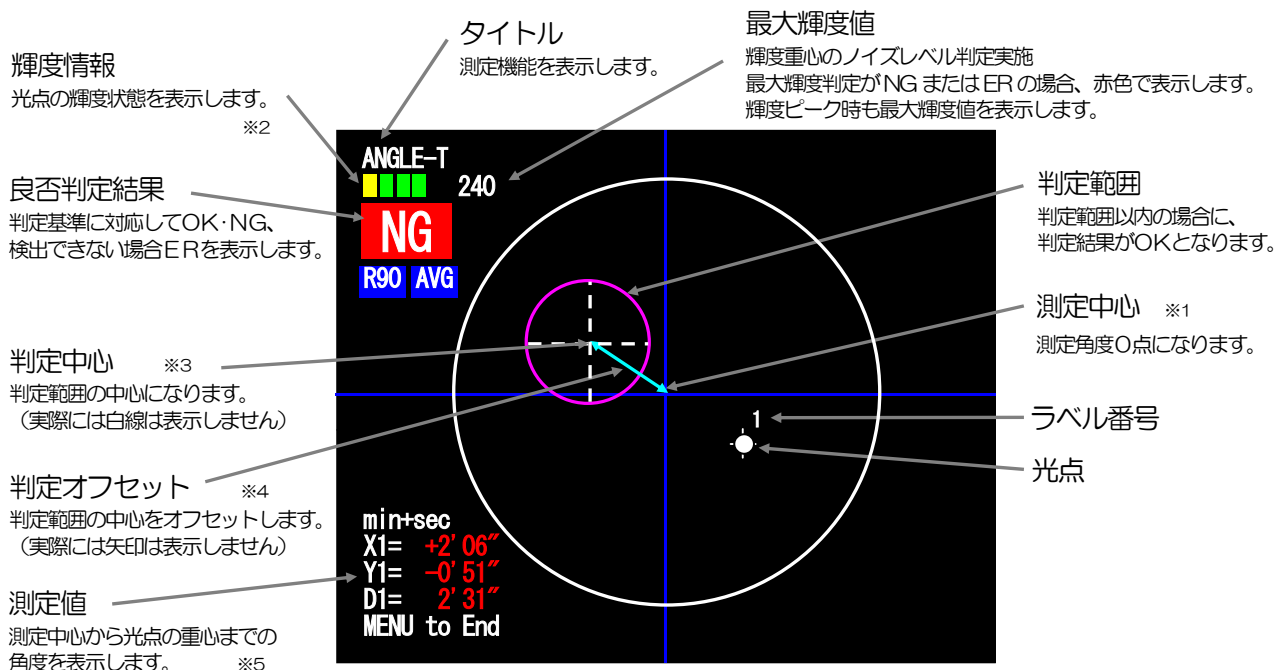 タイトル
測定機能を表示します。
最大輝度値
輝度重心のノイズレベル判定実施
最大輝度判定がNG または ER の場合、赤色で表示します。
輝度ピーク時も最大輝度値を表示します。
輝度情報
光点の輝度状態を表示します。
※2
良否判定結果
判定基準に対応してOK・NG、
検出できない場合ERを表示します。
判定中心 ※3
判定範囲の中心になります。
（実際には白線は表示しません）
判定オフセット ※4
判定範囲の中心をオフセットします。
（実際には矢印は表示しません）
測定値
測定中心から光点の重心までの
角度を表示します。 ※5
ANGLE-T
240
NG
R90 AVG
1
min+sec
X1= +2'06"
Y1= -0'51"
D1= 2'31"
MENU to End
判定範囲
判定範囲以内の場合に、
判定結果がOKとなります。
測定中心 ※1
測定角度0点になります。
ラベル番号
光点